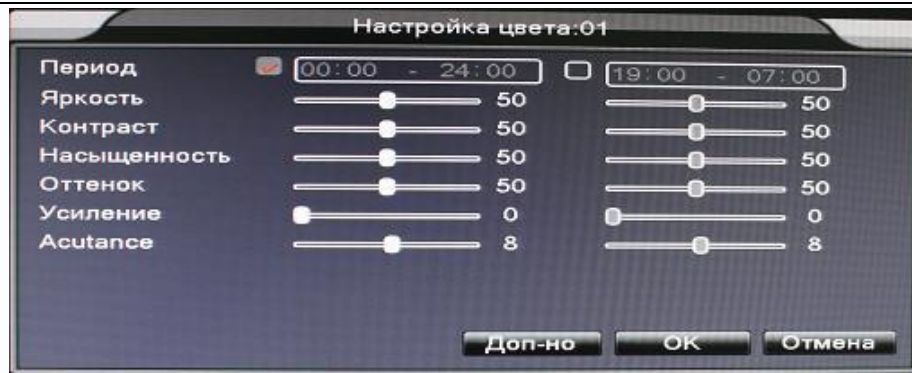 Настройка цвета:01
Период 00:00 - 24:00 19:00 - 07:00
Яркость 50 50
Контраст 50 50
Насыщенность 50 50
Оттенок 50 50
Усиление 0 0
Acutance 8 8
Доп-но OK Отмена